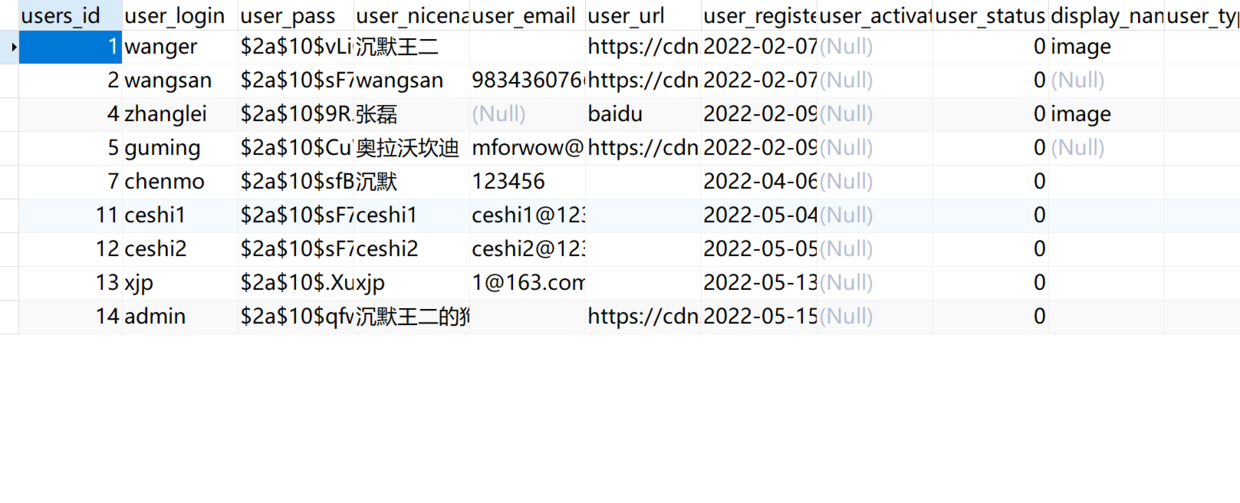 users_id user_login user_pass user_nicena user_email user_url user_registe user_activat user_status display_nan user_typ
1 wanger $2a$10$vLi 沉默王二 https://cdn 2022-02-07 (Null) 0 image
2 wangsan $2a$10$sF7 wangsan 983436076 https://cdn 2022-02-07 (Null) 0 (Null)
4 zhanglei $2a$10$9R. 张磊 (Null) baidu 2022-02-09 (Null) 0 image
5 guming $2a$10$Cu 奥拉沃坎迪 mforwow@ https://cdn 2022-02-09 (Null) 0 (Null)
7 chenmo $2a$10$sfB 沉默 123456 2022-04-06 (Null) 0
11 ceshi1 $2a$10$sF7 ceshi1 ceshi1@123 2022-05-04 (Null) 0
12 ceshi2 $2a$10$sF7 ceshi2 ceshi2@123 2022-05-05 (Null) 0
13 xjp $2a$10$.Xu xjp 1@163.com 2022-05-13 (Null) 0
14 admin $2a$10$qfv 沉默王二的狗 https://cdn 2022-05-15 (Null) 0